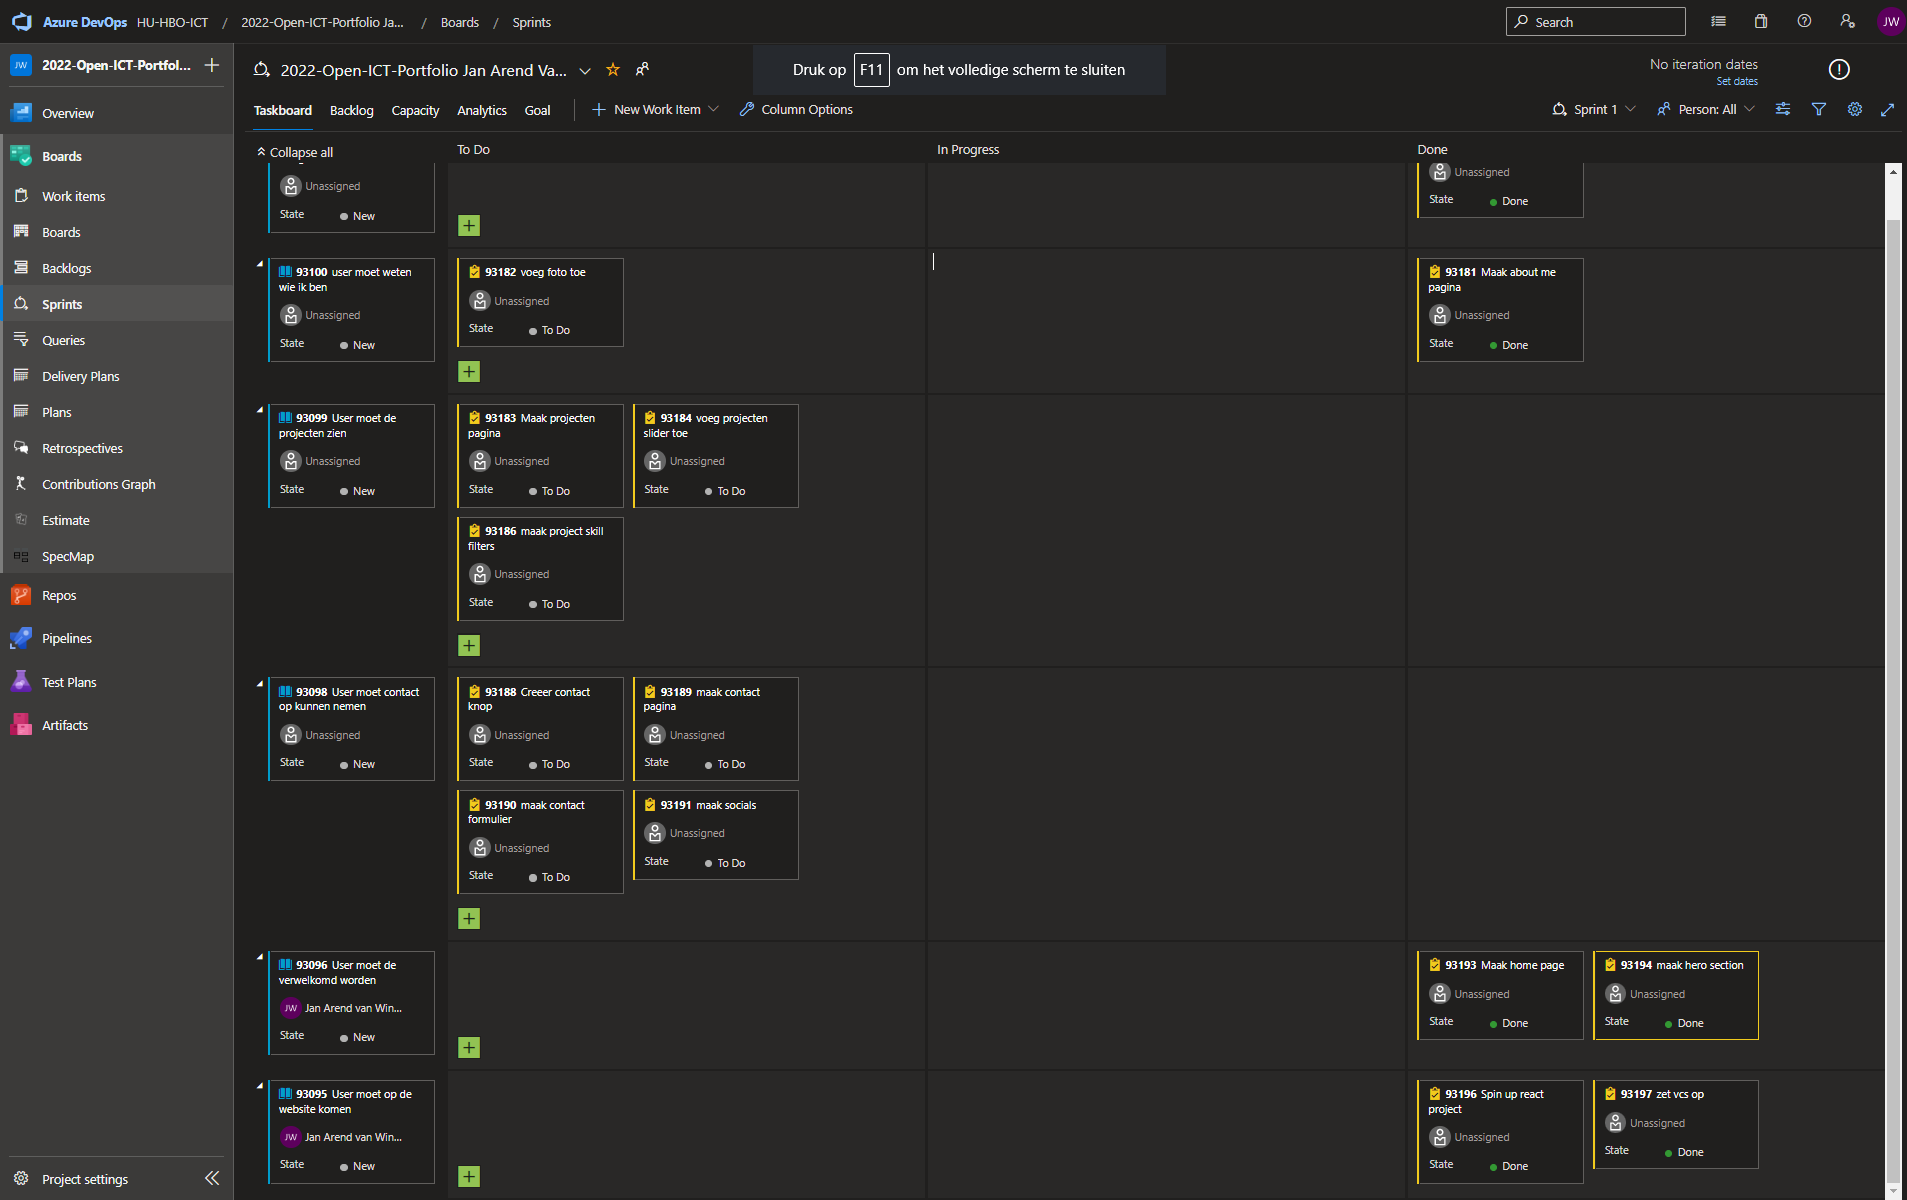 Azure DevOps HU-HBO-ICT / 2022-Open-ICT-Portfolio Ja... / Boards / Sprints
Search
JW
JW 2022-Open-ICT-Portfol...
Overview
Boards
Work items
Boards
Backlogs
Sprints
Queries
Delivery Plans
Plans
Retrospectives
Contributions Graph
Estimate
SpecMap
Repos
Pipelines
Test Plans
Artifacts
Project settings
2022-Open-ICT-Portfolio Jan Arend Va...
Druk op F11 om het volledige scherm te sluiten
No iteration dates
Set dates
Taskboard Backlog Capacity Analytics Goal New Work Item Column Options
Sprint 1 Person: All
Collapse all To Do In Progress Done
Unassigned
State New
Unassigned
State Done
93100 user moet weten
wie ik ben
Unassigned
State New
93182 voeg foto toe
Unassigned
State To Do
93181 Maak about me
pagina
Unassigned
State Done
93099 User moet de
projecten zien
Unassigned
State New
93183 Maak projecten
pagina
Unassigned
State To Do
93184 voeg projecten
slider toe
Unassigned
State To Do
93186 maak project skill
filters
Unassigned
State To Do
93098 User moet contact
op kunnen nemen
Unassigned
State New
93188 Creeer contact
knop
Unassigned
State To Do
93189 maak contact
pagina
Unassigned
State To Do
93190 maak contact
formulier
Unassigned
State To Do
93191 maak socials
Unassigned
State To Do
93096 User moet de
verwelkomd worden
JW Jan Arend van Win...
State New
93193 Maak home page
Unassigned
State Done
93194 maak hero section
Unassigned
State Done
93095 User moet op de
website komen
JW Jan Arend van Win...
State New
93196 Spin up react
project
Unassigned
State Done
93197 zet vcs op
Unassigned
State Done